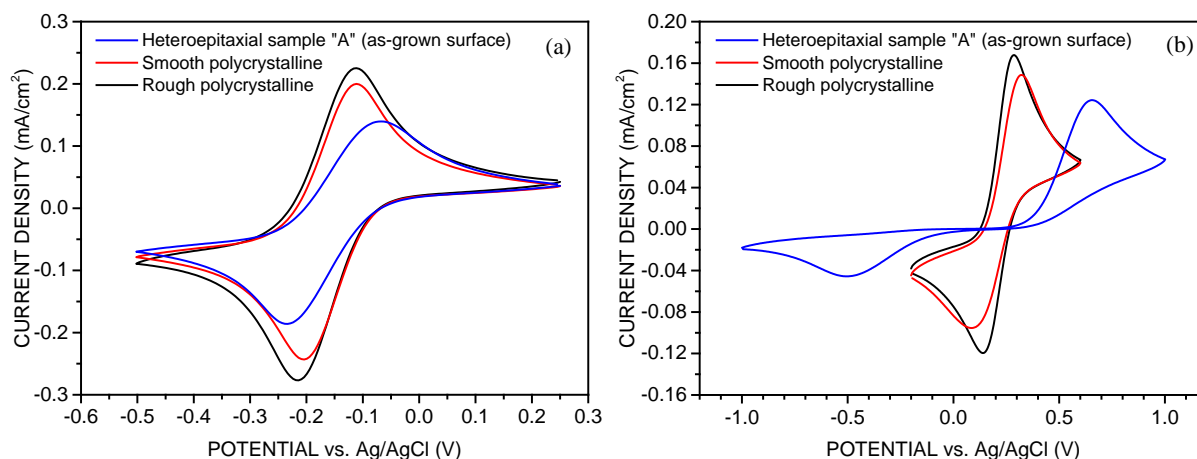 0.3
0.2
0.1
0.0
-0.1
-0.2
-0.3
CURRENT DENSITY (mA/cm²)
Heteroepitaxial sample "A" (as-grown surface)
Smooth polycrystalline
Rough polycrystalline
(a)
-0.6 -0.5 -0.4 -0.3 -0.2 -0.1 0.0 0.1 0.2 0.3
POTENTIAL vs. Ag/AgCl (V)
0.20
0.16
0.12
0.08
0.04
0.00
-0.04
-0.08
-0.12
-0.16
CURRENT DENSITY (mA/cm²)
Heteroepitaxial sample "A" (as-grown surface)
Smooth polycrystalline
Rough polycrystalline
(b)
-1.0 -0.5 0.0 0.5 1.0
POTENTIAL vs. Ag/AgCl (V)